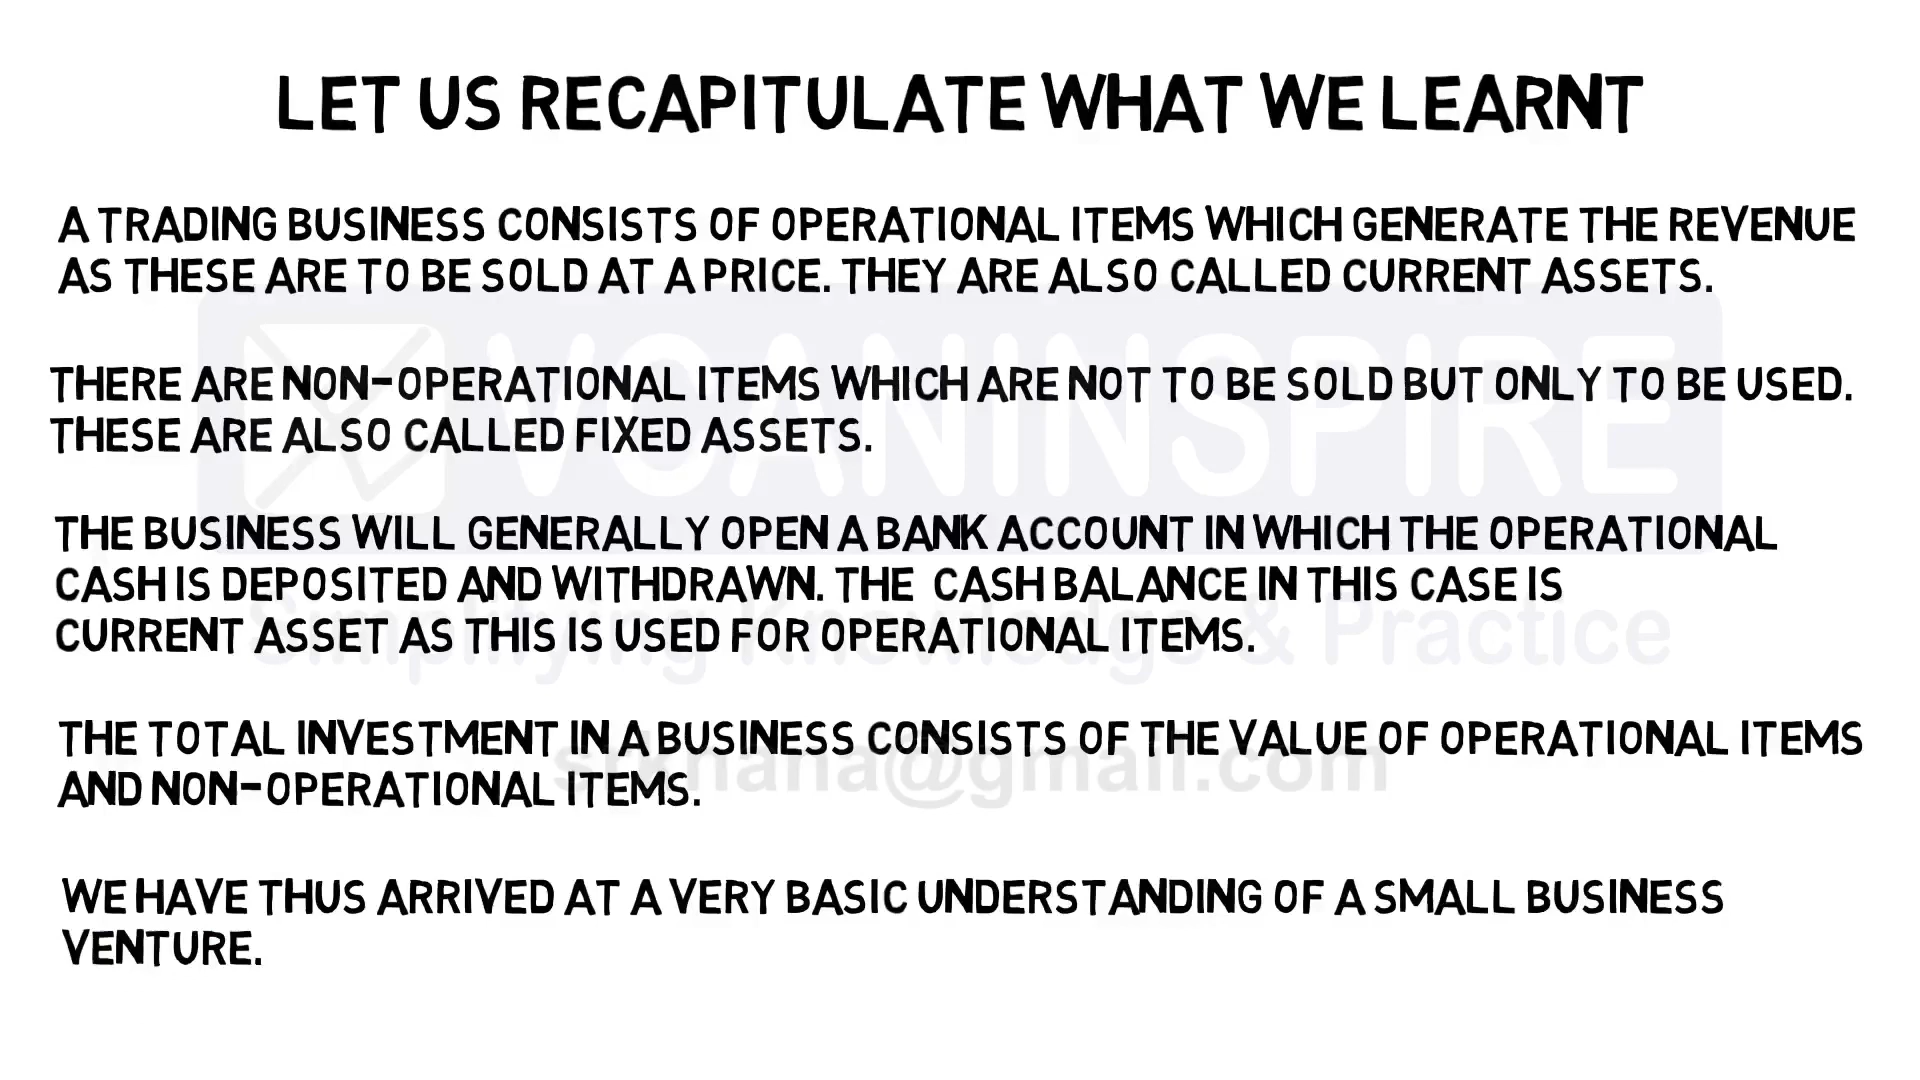 LET US RECAPITULATE WHAT WE LEARNT
A TRADING BUSINESS CONSISTS OF OPERATIONAL ITEMS WHICH GENERATE THE REVENUE
AS THESE ARE TO BE SOLD AT A PRICE. THEY ARE ALSO CALLED CURRENT ASSETS.
THERE ARE NON-OPERATIONAL ITEMS WHICH ARE NOT TO BE SOLD BUT ONLY TO BE USED.
THESE ARE ALSO CALLED FIXED ASSETS.
VOANINSPIRE
THE BUSINESS WILL GENERALLY OPEN A BANK ACCOUNT IN WHICH THE OPERATIONAL
CASH IS DEPOSITED AND WITHDRAWN. THE CASH BALANCE IN THIS CASE IS
CURRENT ASSET AS THIS IS USED FOR OPERATIONAL ITEMS.
Simplifying Knowledge & Practice
THE TOTAL INVESTMENT IN A BUSINESS CONSISTS OF THE VALUE OF OPERATIONAL ITEMS
AND NON-OPERATIONAL ITEMS.
WE HAVE THUS ARRIVED AT A VERY BASIC UNDERSTANDING OF A SMALL BUSINESS
VENTURE.